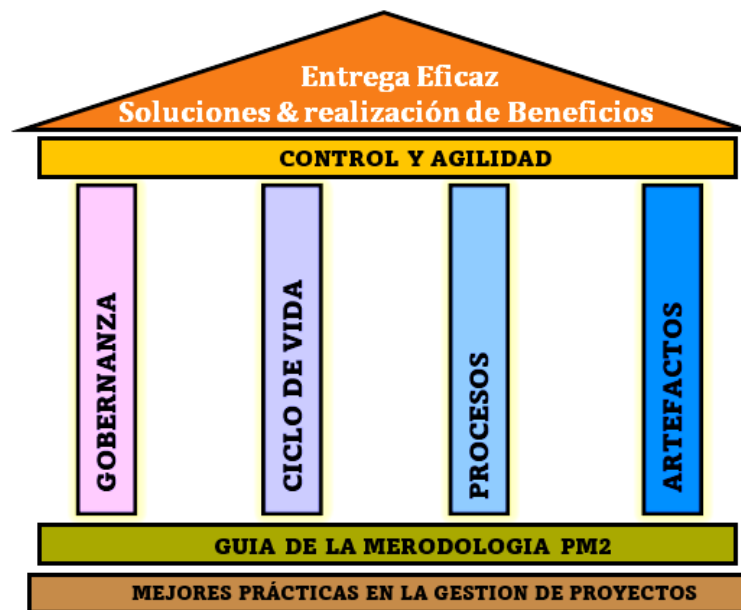 Entrega Eficaz
Soluciones & realización de Beneficios
CONTROL Y AGILIDAD
GOBERNANZA
CICLO DE VIDA
PROCESOS
ARTEFACTOS
GUIA DE LA MERODOLOGIA PM2
MEJORES PRÁCTICAS EN LA GESTION DE PROYECTOS